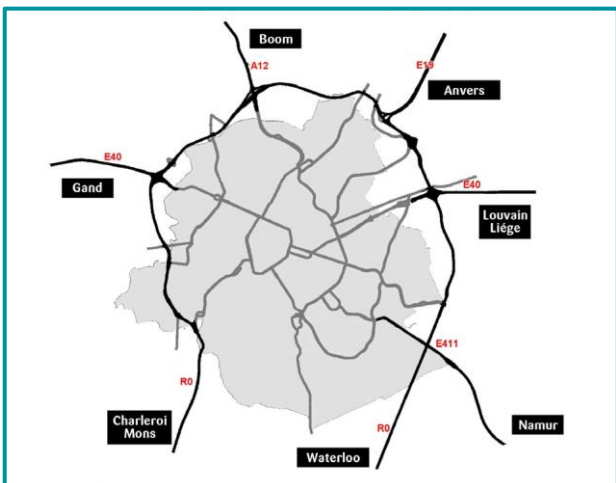 Boom
A12
E19
Anvers
E40
Gand
E40
Louvain
Liége
E411
R0
Charleroi
Mons
R0
Namur
Waterloo